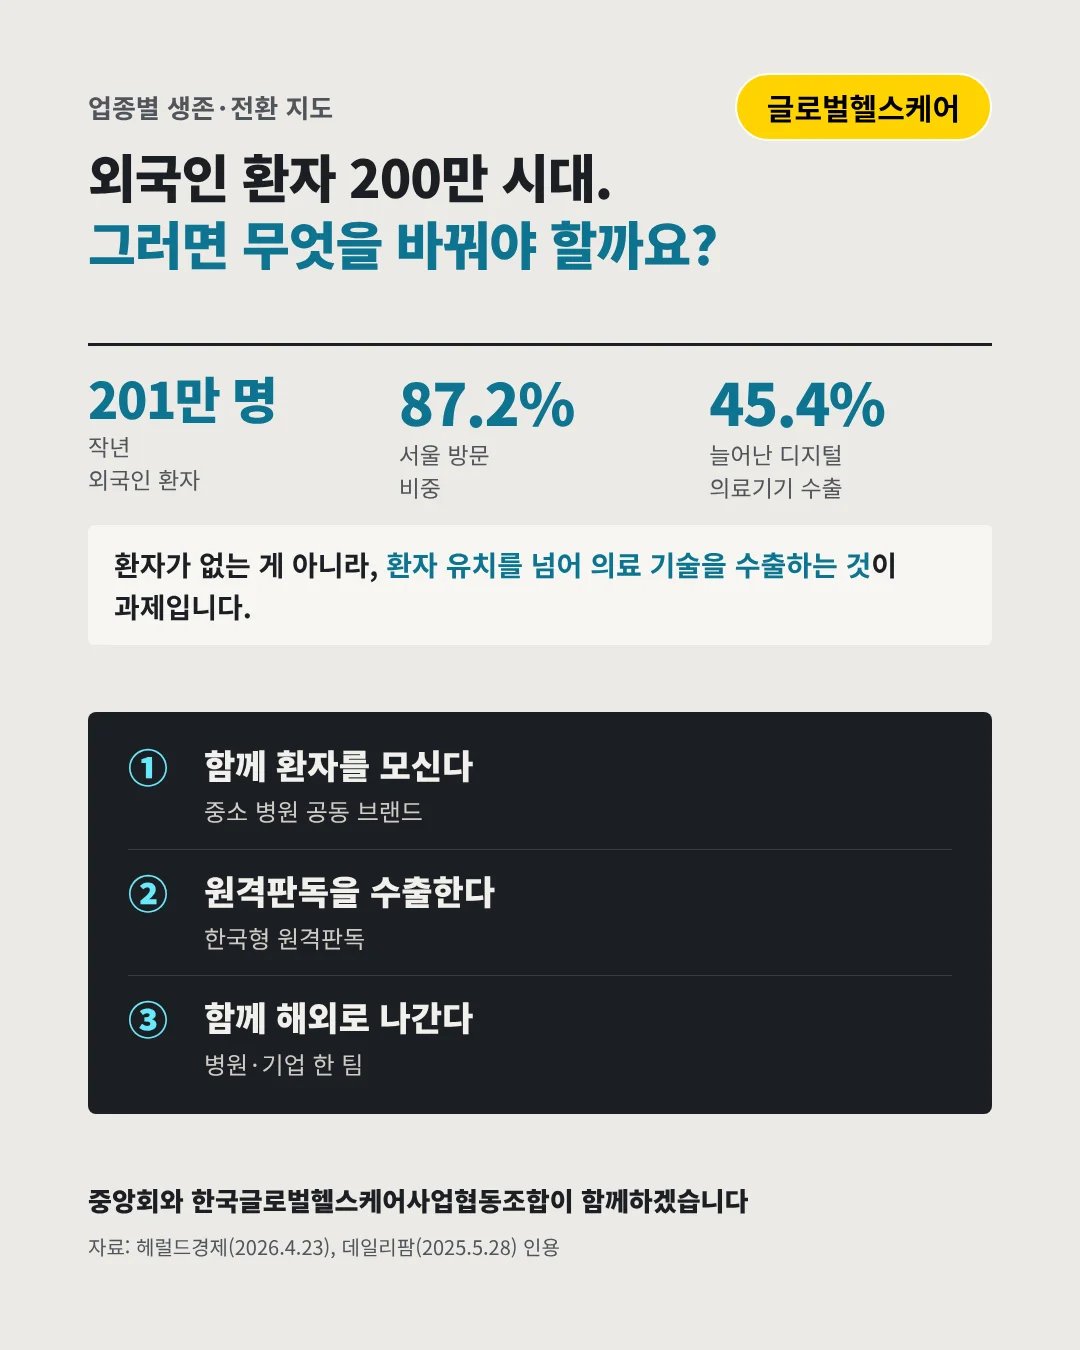 업종별 생존·전환 지도
글로벌헬스케어
외국인 환자 200만 시대.
그러면 무엇을 바꿔야 할까요?
201만 명
작년
외국인 환자
87.2%
서울 방문
비중
45.4%
늘어난 디지털
의료기기 수출
환자가 없는 게 아니라, 환자 유치를 넘어 의료 기술을 수출하는 것이
과제입니다.
① 함께 환자를 모신다
중소 병원 공동 브랜드
② 원격판독을 수출한다
한국형 원격판독
③ 함께 해외로 나간다
병원·기업 한 팀
중앙회와 한국글로벌헬스케어사업협동조합이 함께하겠습니다
자료: 헤럴드경제(2026.4.23), 데일리팜(2025.5.28) 인용